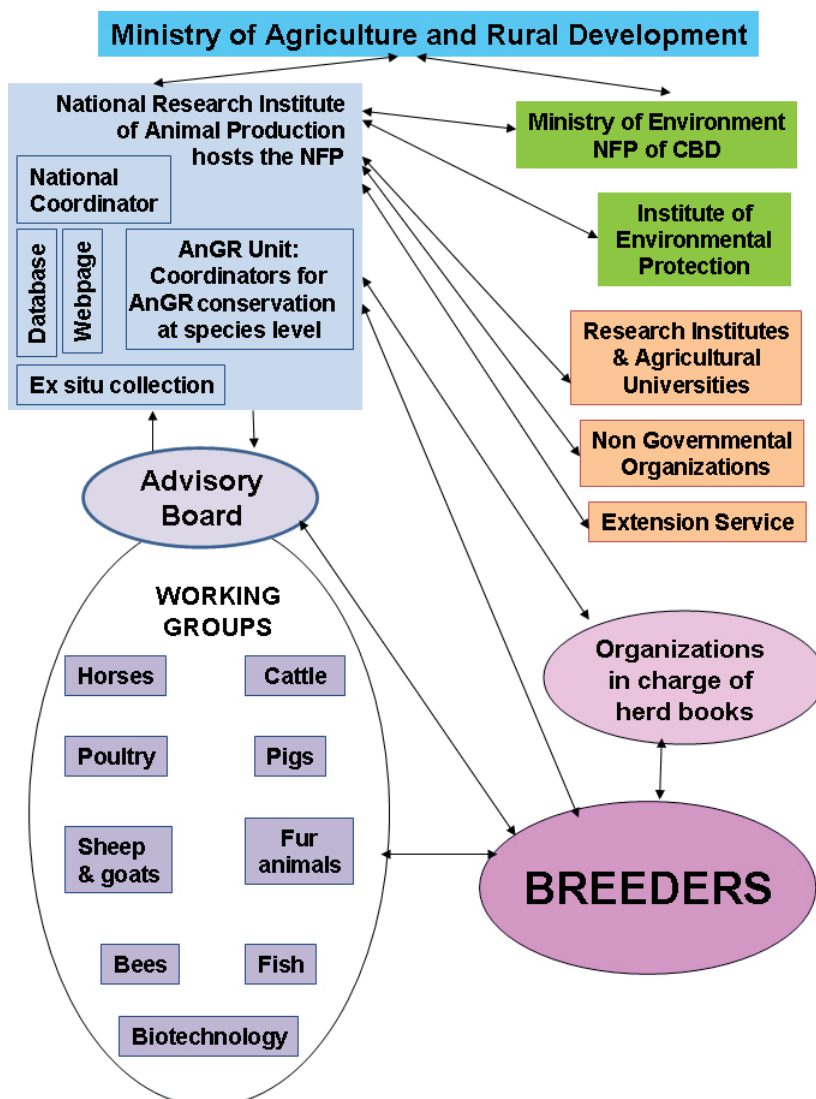 Ministry of Agriculture and Rural Development
National Research Institute
of Animal Production
hosts the NFP
National
Coordinator
Database
Webpage
AnGR Unit:
Coordinators for
AnGR conservation
at species level
Ex situ collection
Ministry of Environment
NFP of CBD
Institute of
Environmental
Protection
Research Institutes
& Agricultural
Universities
Non Governmental
Organizations
Extension Service
Advisory
Board
WORKING
GROUPS
Horses
Cattle
Poultry
Pigs
Sheep
& goats
Fur
animals
Bees
Fish
Biotechnology
Organizations
in charge of
herd books
BREEDERS